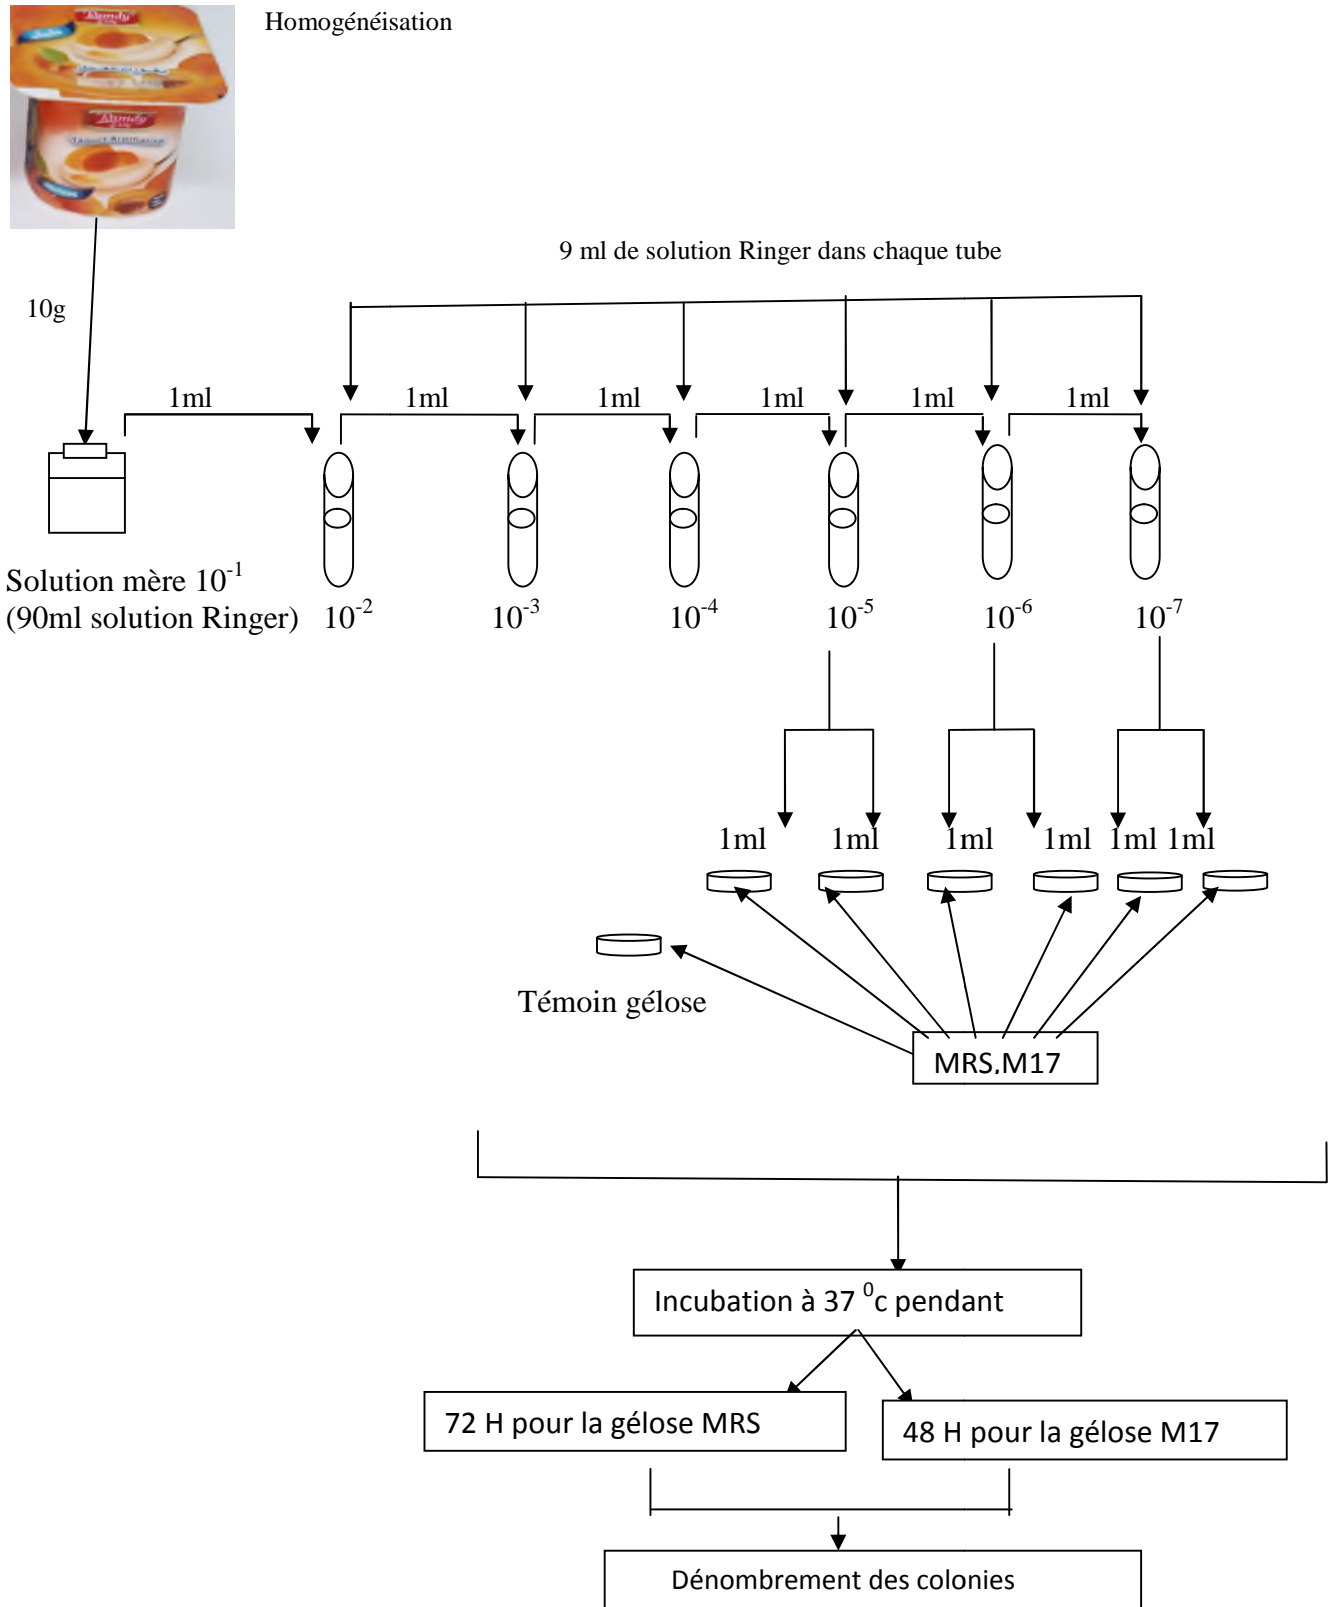 Homogénéisation
9 ml de solution Ringer dans chaque tube
10g
1ml 1ml 1ml 1ml 1ml 1ml
Solution mère 10⁻¹
(90ml solution Ringer) 10⁻² 10⁻³ 10⁻⁴ 10⁻⁵ 10⁻⁶ 10⁻⁷
1ml 1ml 1ml 1ml 1ml 1ml
Témoin gélose
MRS,M17
Incubation à 37 ⁰c pendant
72 H pour la gélose MRS
48 H pour la gélose M17
Dénombrement des colonies